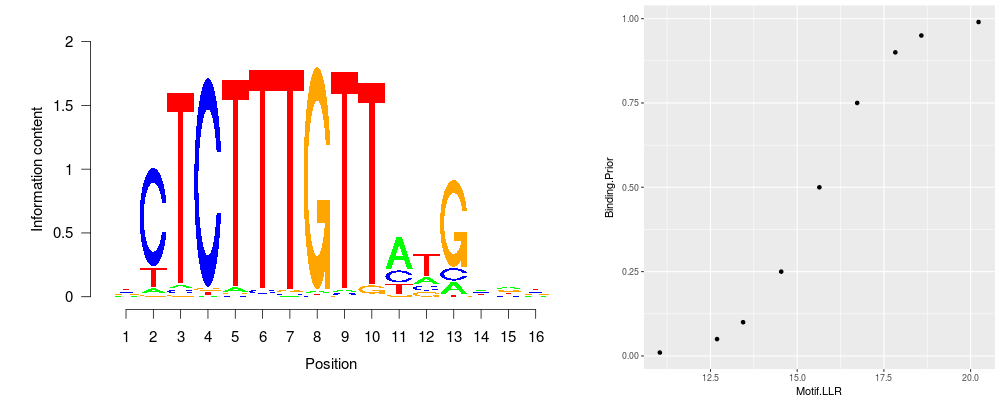 2
1.5
1
0.5
0
Information content
C T C T T T G T T A T G
T C C
T A A
1 2 3 4 5 6 7 8 9 10 11 12 13 14 15 16
Position
1.00
0.75
0.50
0.25
0.00
Binding.Prior
12.5 15.0 17.5 20.0
Motif.LLR